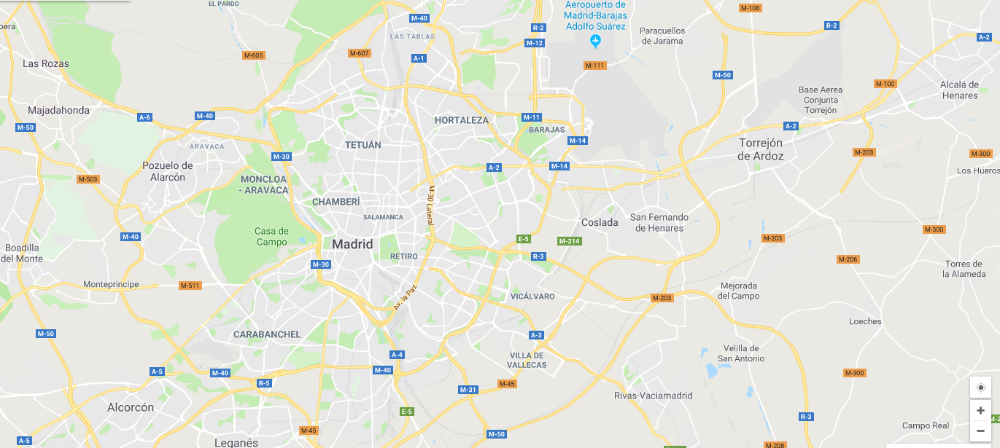 EL PARDO
Aeropuerto de
Madrid-Barajas
Adolfo Suárez
M-108
M-40
R-2
R-2
pera
LAS TABLAS
Paracuellos
de Jarama
A-2
M-12
M-605
M-607
A-1
Las Rozas
M-111
M-50
M-100
Alcalá de
Henares
Base Aerea
Conjunta
Torrejón
Majadahonda
A-6
M-40
HORTALEZA
M-11
M-50
A-2
BARAJAS
M-14
ARAVACA
TETUÁN
Torrejón
de Ardoz
M-203
M-300
M-30
Pozuelo de
Alarcón
A-2
M-14
Los Hueros
M-503
MONCLOA
- ARAVACA
M-30 Lateral
CHAMBERÍ
SALAMANCA
Coslada
San Fernando
de Henares
Casa de
Campo
M-40
Madrid
E-5
M-214
M-203
M-300
Boadilla
del Monte
RETIRO
R-3
M-206
M-30
Torres de
la Alameda
Monteprincipe
M-511
Av. la Paz
VICÁLVARO
M-203
Mejorada
del Campo
Loeches
M-50
CARABANCHEL
A-3
A-4
VILLA DE
VALLECAS
Velilla de
San Antonio
A-5
M-40
M-40
M-300
R-5
M-45
M-31
Rivas-Vaciamadrid
Alcorcón
E-5
R-3
M-2
Campo Real
M-45
M-50
A-5
Leganés
M-208